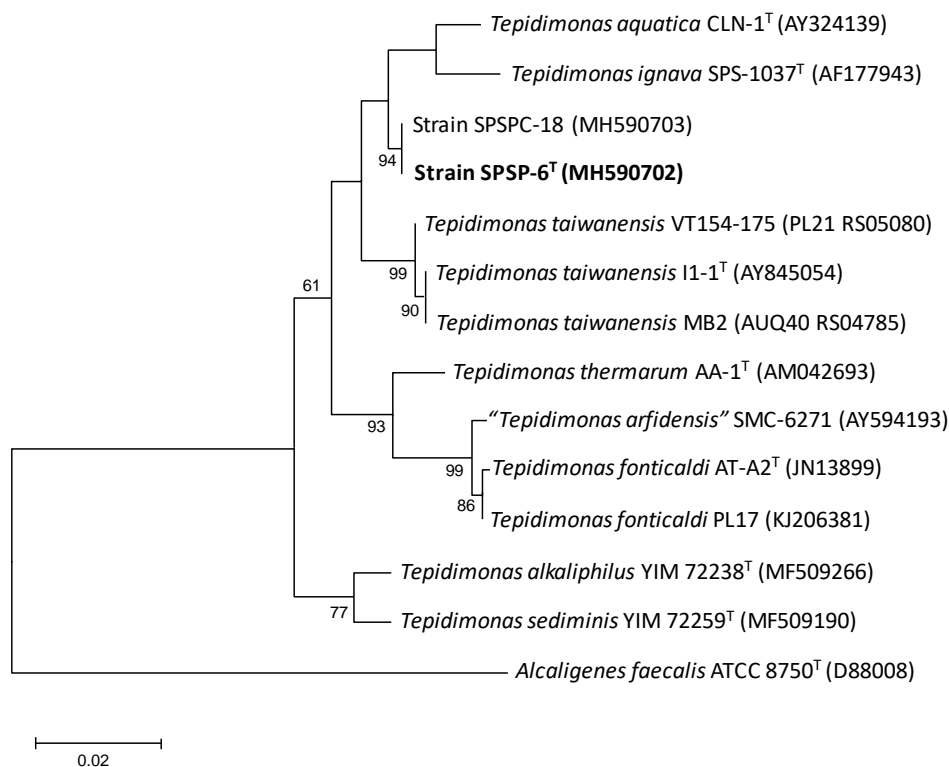 Tepidimonas aquatica CLN-1T (AY324139)
Tepidimonas ignava SPS-1037T (AF177943)
Strain SPSPC-18 (MH590703)
94
Strain SPSP-6T (MH590702)
Tepidimonas taiwanensis VT154-175 (PL21 RS05080)
99
Tepidimonas taiwanensis I1-1T (AY845054)
61
90
Tepidimonas taiwanensis MB2 (AUQ40 RS04785)
Tepidimonas thermarum AA-1T (AM042693)
93
“Tepidimonas arfidensis” SMC-6271 (AY594193)
99
Tepidimonas fonticaldi AT-A2T (JN13899)
86
Tepidimonas fonticaldi PL17 (KJ206381)
Tepidimonas alkaliphilus YIM 72238T (MF509266)
77
Tepidimonas sediminis YIM 72259T (MF509190)
Alcaligenes faecalis ATCC 8750T (D88008)
0.02